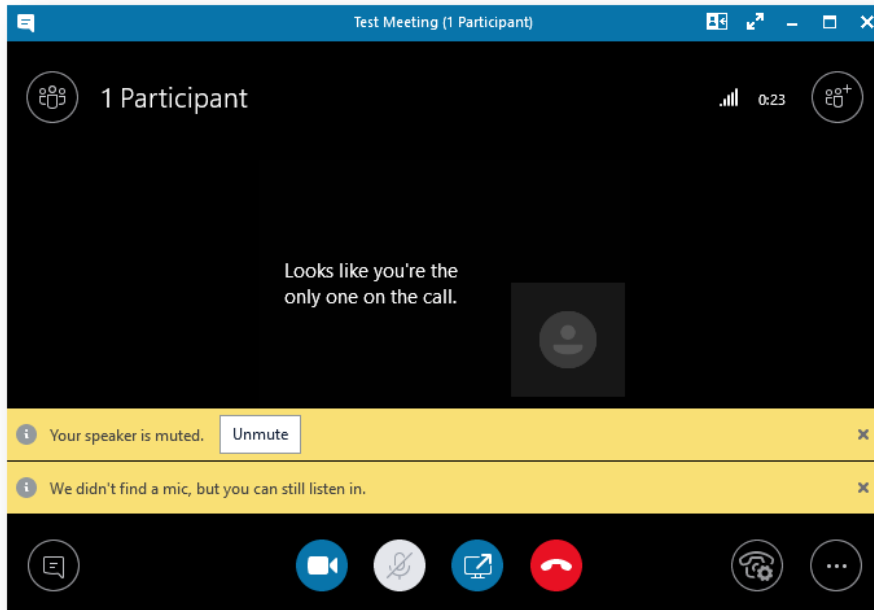 Test Meeting (1 Participant)
1 Participant
0:23
Looks like you're the
only one on the call.
Your speaker is muted. Unmute
We didn't find a mic, but you can still listen in.